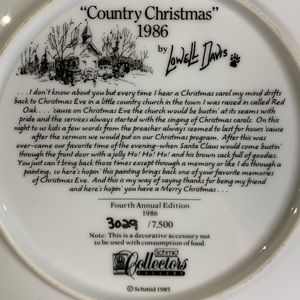 "Country Christmas"
1986
by Lowell Davis
. . . I don't know about you but every time I hear a Christmas carol my mind drifts
back to Christmas Eve in a little country church in the town I was raised in called Red
Oak . . . cause on Christmas Eve the church would be bustin' at its seams with
pride and the services always started with the singing of Christmas carols. On this
night to us kids a few words from the preacher always seemed to last for hours 'cause
after the sermon we would put on our Christmas program. After this was
over–came our favorite time of the evening–when Santa Claus would come bustin'
through the front door with a jolly Ho! Ho! Ho! and his brown sack full of goodies.
You just can't bring back those times except through a memory or like I do through a
painting, so here's hopin' this painting brings back one of your favorite memories
of Christmas Eve. And this is my way of saying thanks for being my friend
and here's hopin' you have a Merry Christmas . . .
Fourth Annual Edition
1986
3029 /7,500
Note: This is a decorative accessory not
to be used with consumption of food.
Schmid
Collectors
© Schmid 1985